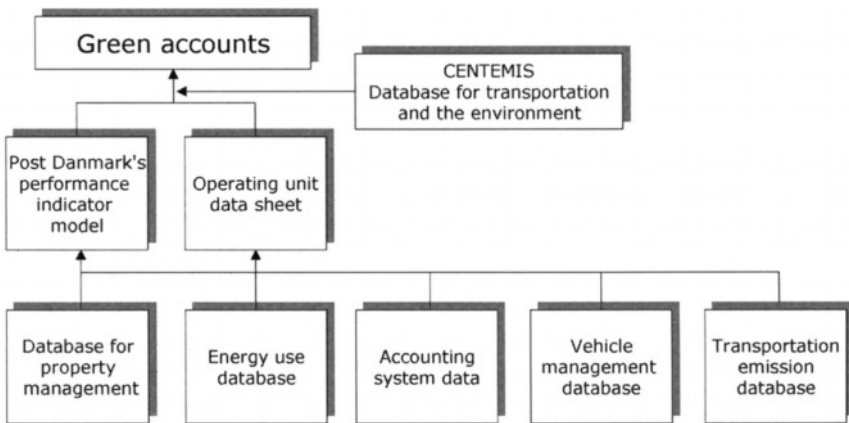 Green accounts
CENTEMIS
Database for transportation
and the environment
Post Danmark's
performance
indicator
model
Operating unit
data sheet
Database for
property
management
Energy use
database
Accounting
system data
Vehicle
management
database
Transportation
emission
database